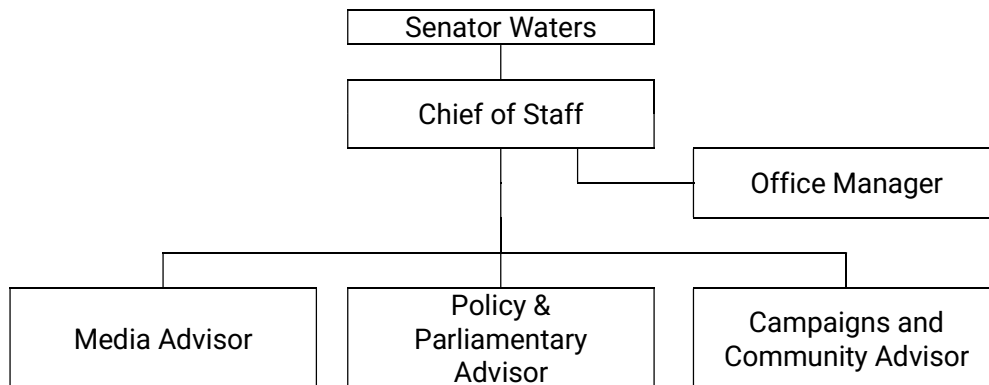 Senator Waters
Chief of Staff
Office Manager
Media Advisor
Policy &
Parliamentary
Advisor
Campaigns and
Community Advisor